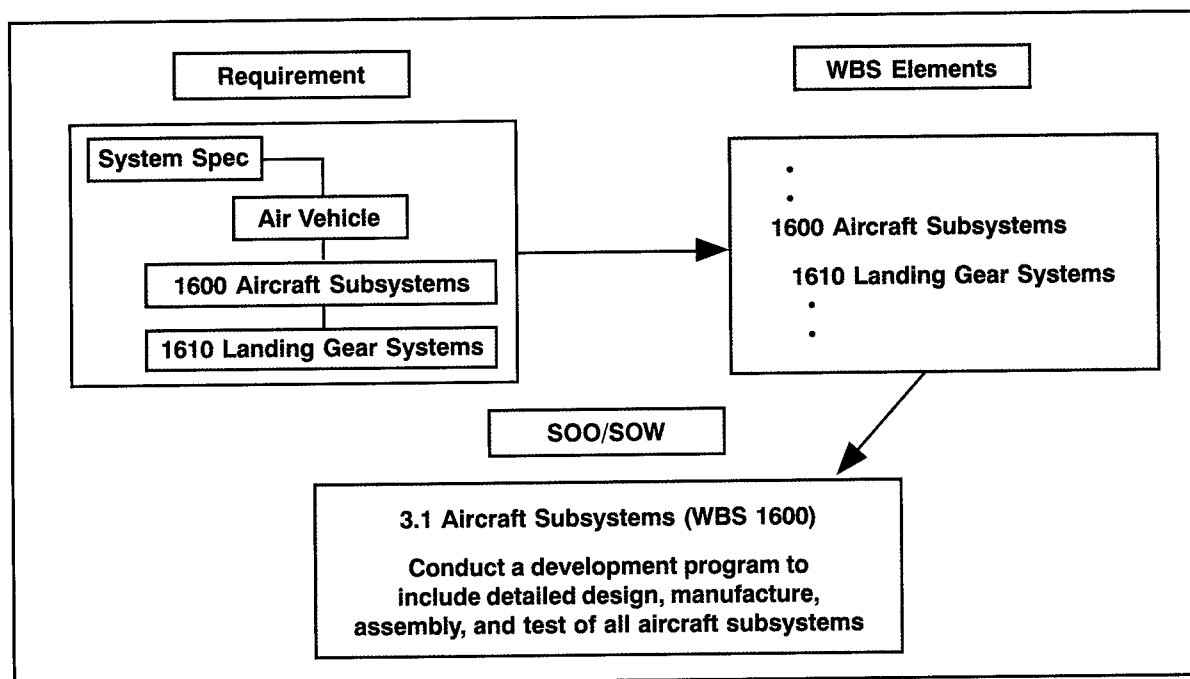 Requirement
WBS Elements
System Spec
Air Vehicle
1600 Aircraft Subsystems
1610 Landing Gear Systems
1600 Aircraft Subsystems
1610 Landing Gear Systems
SOO/SOW
3.1 Aircraft Subsystems (WBS 1600)
Conduct a development program to
include detailed design, manufacture,
assembly, and test of all aircraft subsystems